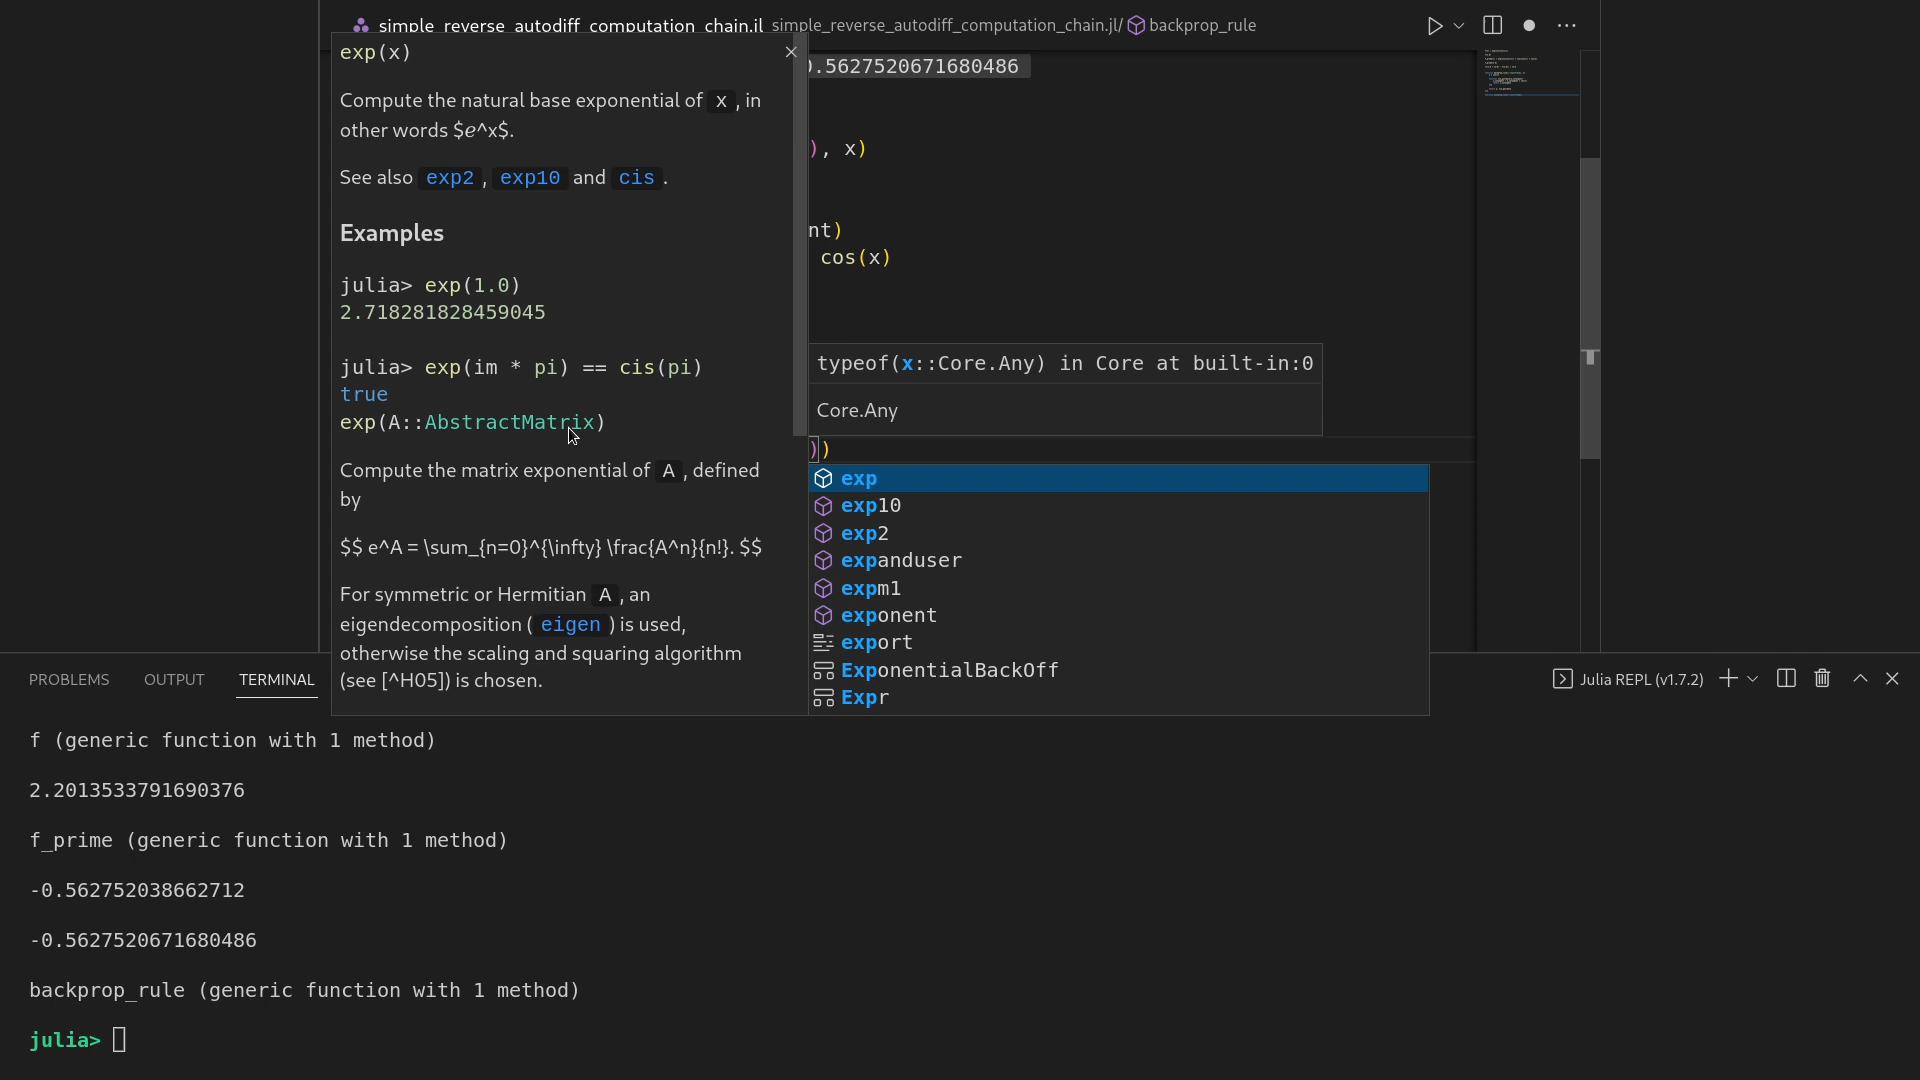 simple_reverse_autodiff_computation_chain.jl simple_reverse_autodiff_computation_chain.jl/ backprop_rule
exp(x)
Compute the natural base exponential of x, in
other words $ℯ^x$.
See also exp2, exp10 and cis.
Examples
julia> exp(1.0)
2.718281828459045
julia> exp(im * pi) == cis(pi)
true
exp(A::AbstractMatrix)
Compute the matrix exponential of A, defined
by
$$ e^A = \sum_{n=0}^{\infty} \frac{A^n}{n!}. $$
For symmetric or Hermitian A, an
eigendecomposition (eigen) is used,
otherwise the scaling and squaring algorithm
(see [^H05]) is chosen.
.5627520671680486
), x)
nt)
cos(x)
typeof(x::Core.Any) in Core at built-in:0
Core.Any
))
exp
exp10
exp2
expanduser
expm1
exponent
export
ExponentialBackOff
Expr
PROBLEMS OUTPUT TERMINAL Julia REPL (v1.7.2)
f (generic function with 1 method)
2.2013533791690376
f_prime (generic function with 1 method)
-0.562752038662712
-0.5627520671680486
backprop_rule (generic function with 1 method)
julia>